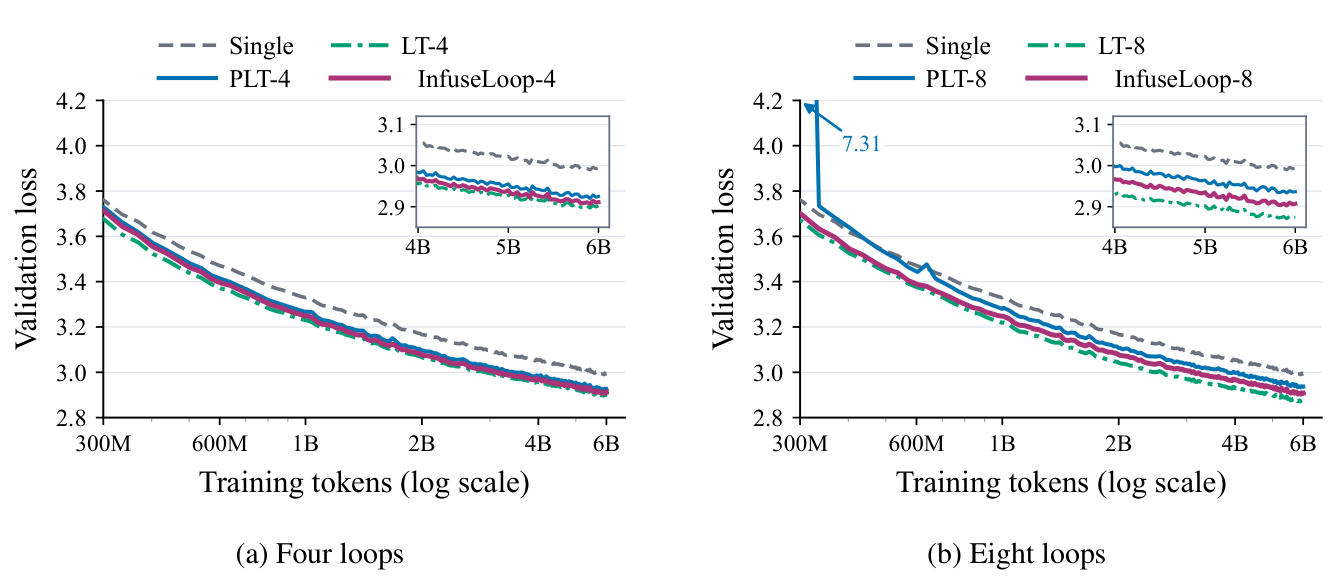 Single LT-4
PLT-4 InfuseLoop-4
Validation loss
4.2
4.0
3.8
3.6
3.4
3.2
3.0
2.8
3.1
3.0
2.9
4B 5B 6B
300M 600M 1B 2B 4B 6B
Training tokens (log scale)
(a) Four loops
Single LT-8
PLT-8 InfuseLoop-8
Validation loss
4.2
4.0
3.8
3.6
3.4
3.2
3.0
2.8
7.31
3.1
3.0
2.9
4B 5B 6B
300M 600M 1B 2B 4B 6B
Training tokens (log scale)
(b) Eight loops